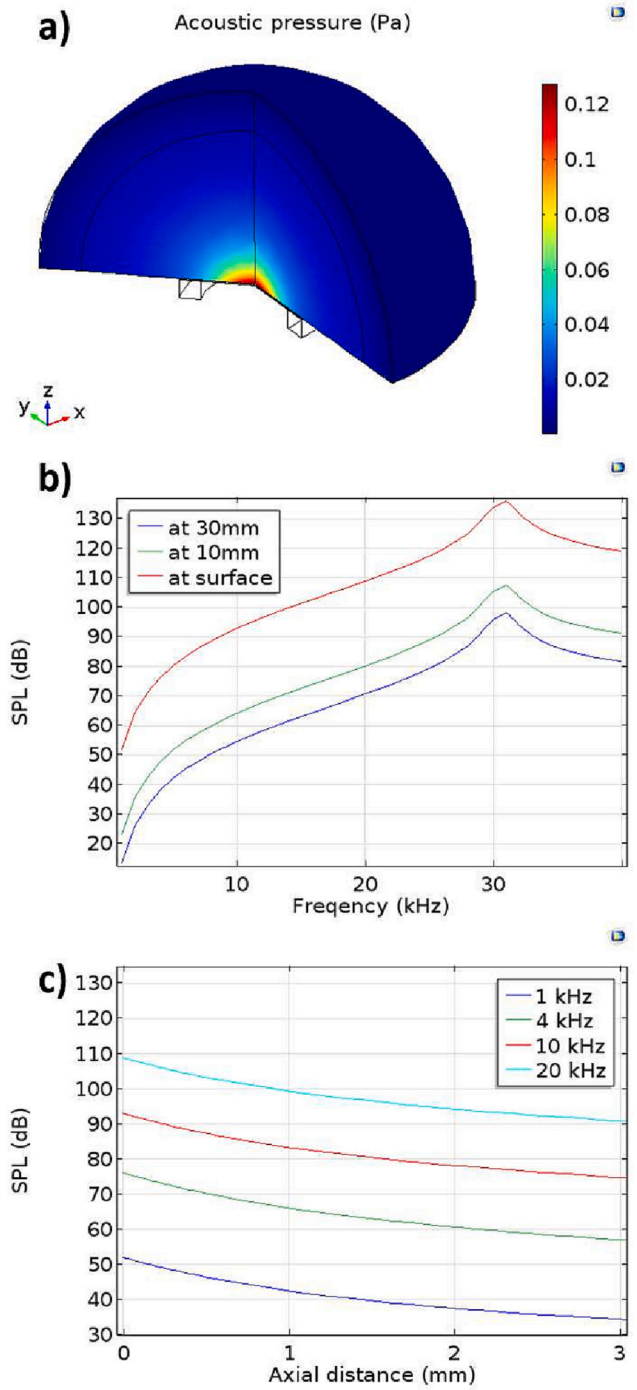 a) Acoustic pressure (Pa)
0.12
0.1
0.08
0.06
0.04
0.02
z
y x
b)
130
120
110
100
90
80
70
60
50
40
30
20
at 30mm
at 10mm
at surface
SPL (dB)
10 20 30
Freqency (kHz)
c)
130
120
110
100
90
80
70
60
50
40
30
1 kHz
4 kHz
10 kHz
20 kHz
SPL (dB)
0 1 2 3
Axial distance (mm)